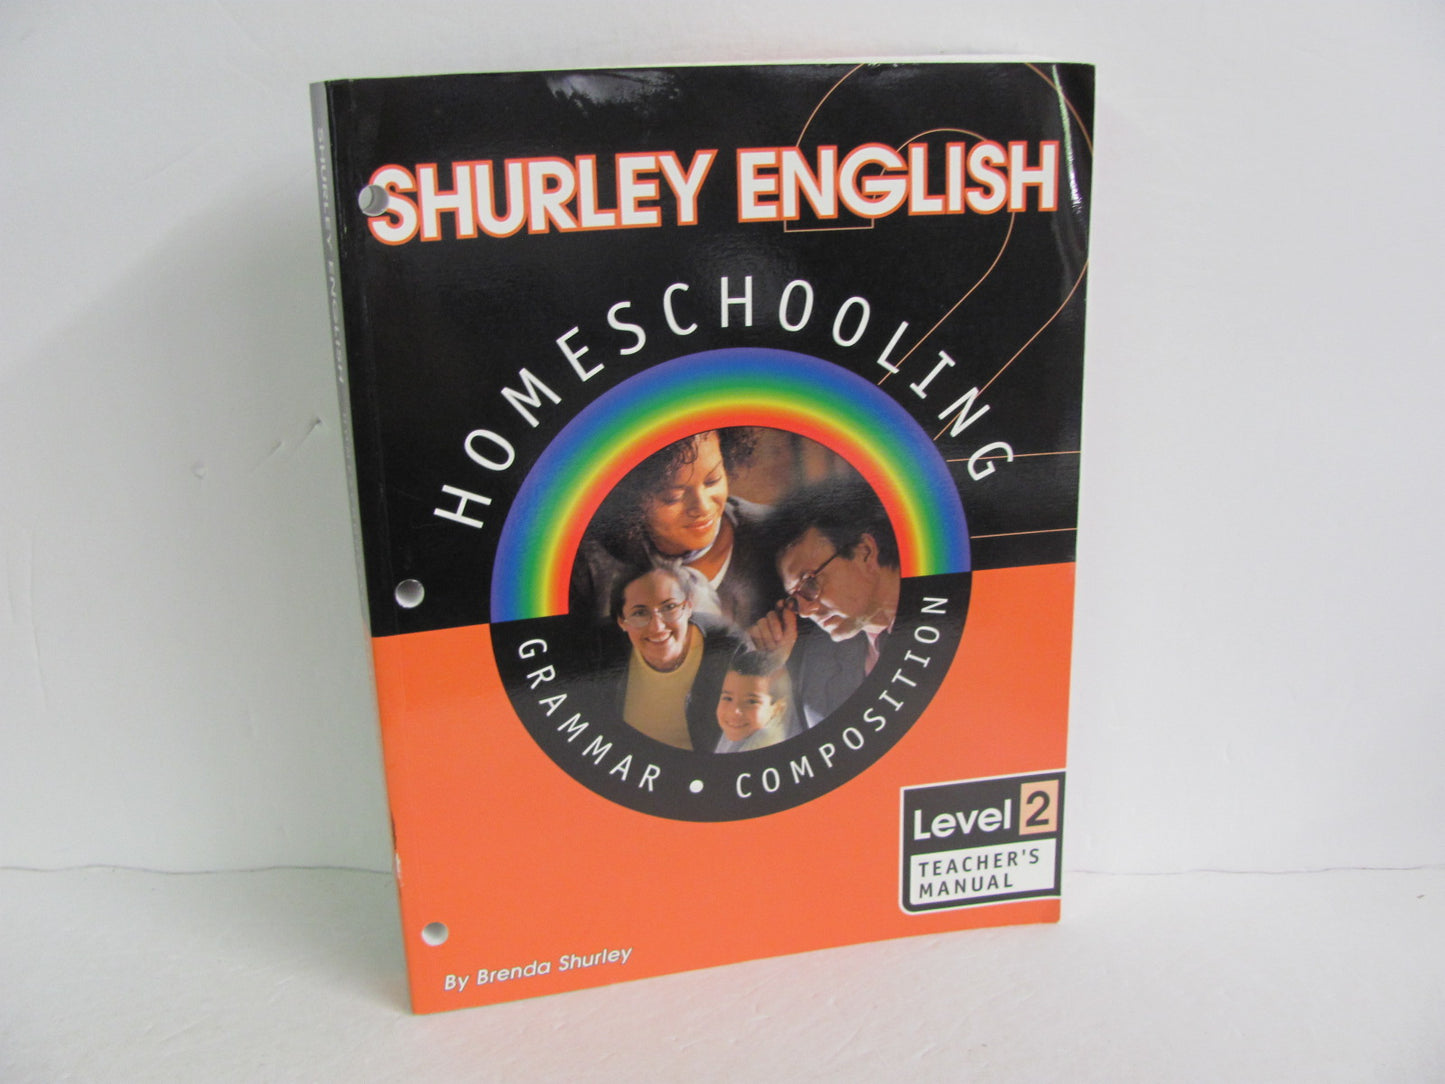 SHURLEY ENGLISH
HOMESCHOOLING
GRAMMAR • COMPOSITION
Level 2
TEACHER'S
MANUAL
By Brenda Shurley
SHURLEY ENGLISH